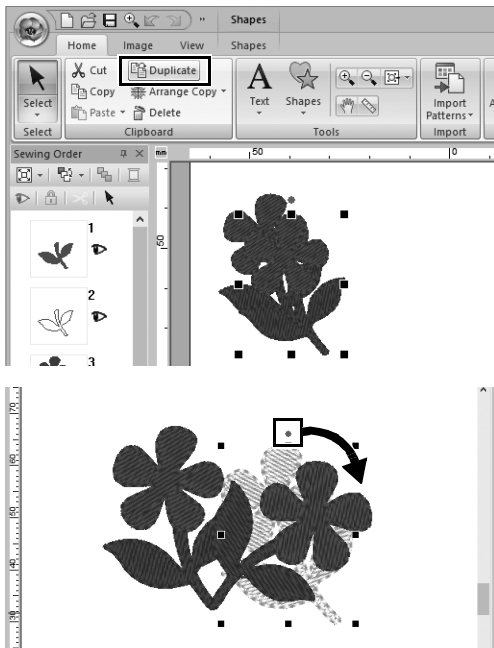 Shapes
Home Image View Shapes
Cut Duplicate
Copy Arrange Copy
Paste Delete
Select Text Shapes Import Patterns
Select Clipboard Tools Import
Sewing Order
mm 50 0
50
1
2
3
70
60
50
40
30